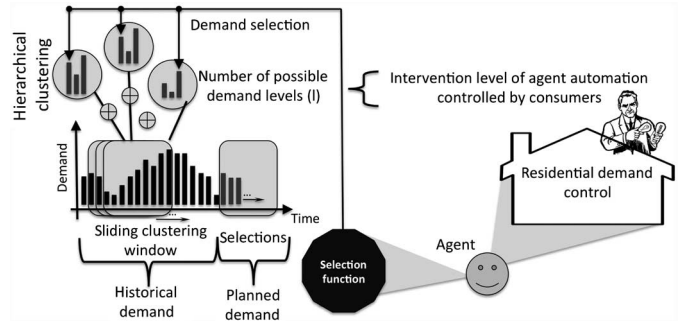 Hierarchical
clustering
Demand selection
Number of possible
demand levels (l)
Intervention level of agent automation
controlled by consumers
Residential demand
control
Demand
...
...
Time
Sliding clustering
window
Selections
Selection
function
Agent
Historical
demand
Planned
demand